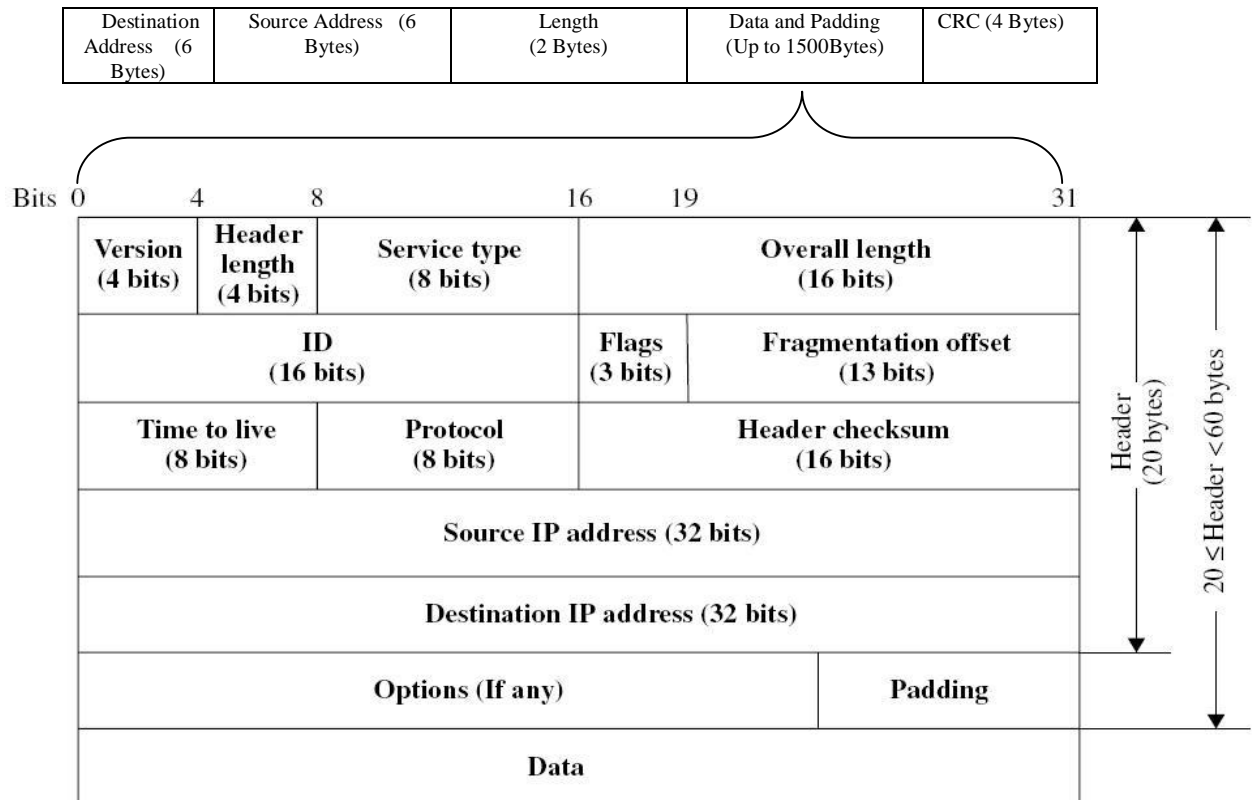 Destination
Address (6
Bytes)
Source Address (6
Bytes)
Length
(2 Bytes)
Data and Padding
(Up to 1500Bytes)
CRC (4 Bytes)
Bits 0 4 8 16 19 31
Version
(4 bits)
Header
length
(4 bits)
Service type
(8 bits)
Overall length
(16 bits)
ID
(16 bits)
Flags
(3 bits)
Fragmentation offset
(13 bits)
Time to live
(8 bits)
Protocol
(8 bits)
Header checksum
(16 bits)
Source IP address (32 bits)
Destination IP address (32 bits)
Options (If any)
Padding
Data
Header
(20 bytes)
20 ≤Header <60 bytes